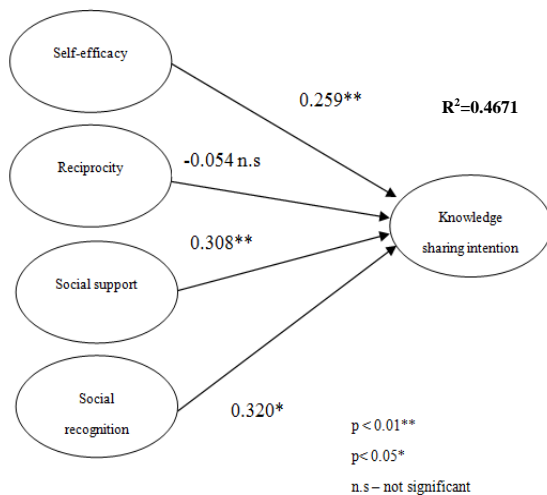 Self-efficacy
0.259**
R²=0.4671
-0.054 n.s
Reciprocity
Knowledge
sharing intention
0.308**
Social support
Social
recognition
0.320*
p < 0.01**
p< 0.05*
n.s – not significant